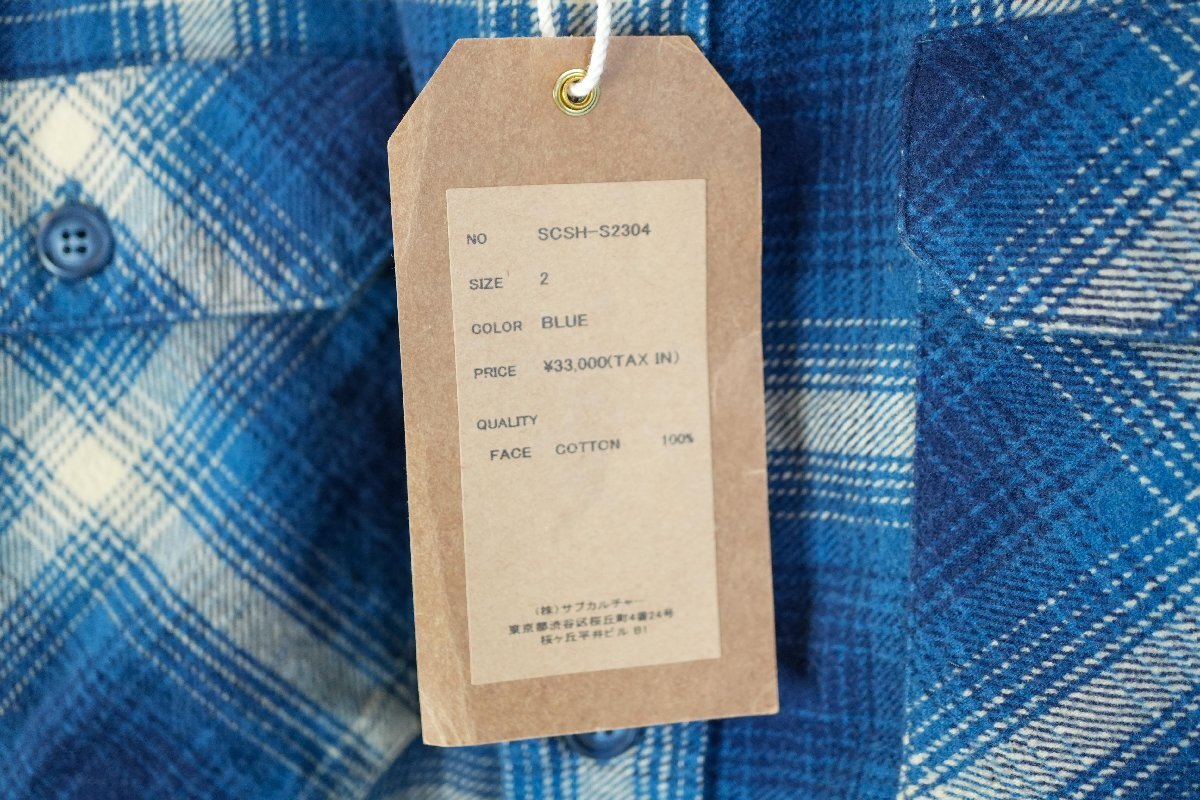 NO SCSH-S2304
SIZE 2
COLOR BLUE
PRICE ¥33,000(TAX IN)
QUALITY
FACE COTTON 100%
(株)サブカルチャー
東京都渋谷区桜丘町4番24号
桜ヶ丘平井ビル B1